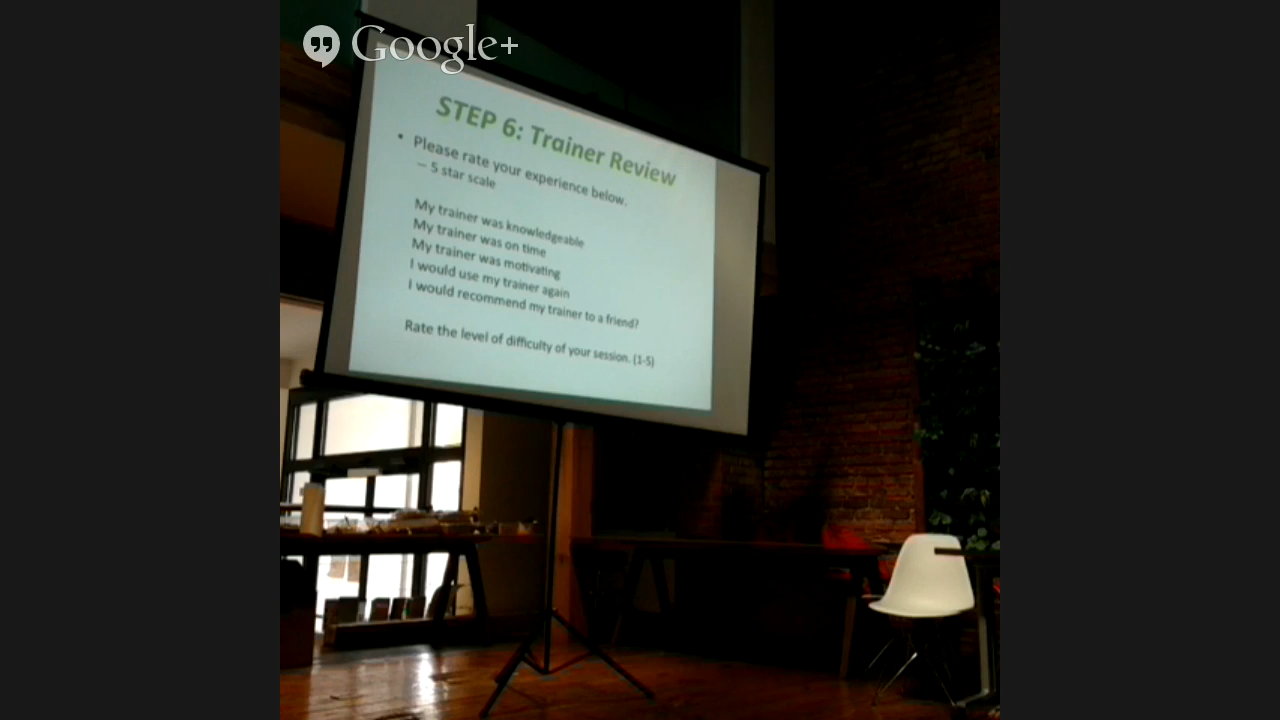 Google+
STEP 6: Trainer Review
• Please rate your experience below.
– 5 star scale
My trainer was knowledgeable
My trainer was on time
My trainer was motivating
I would use my trainer again
I would recommend my trainer to a friend?
Rate the level of difficulty of your session. (1-5)